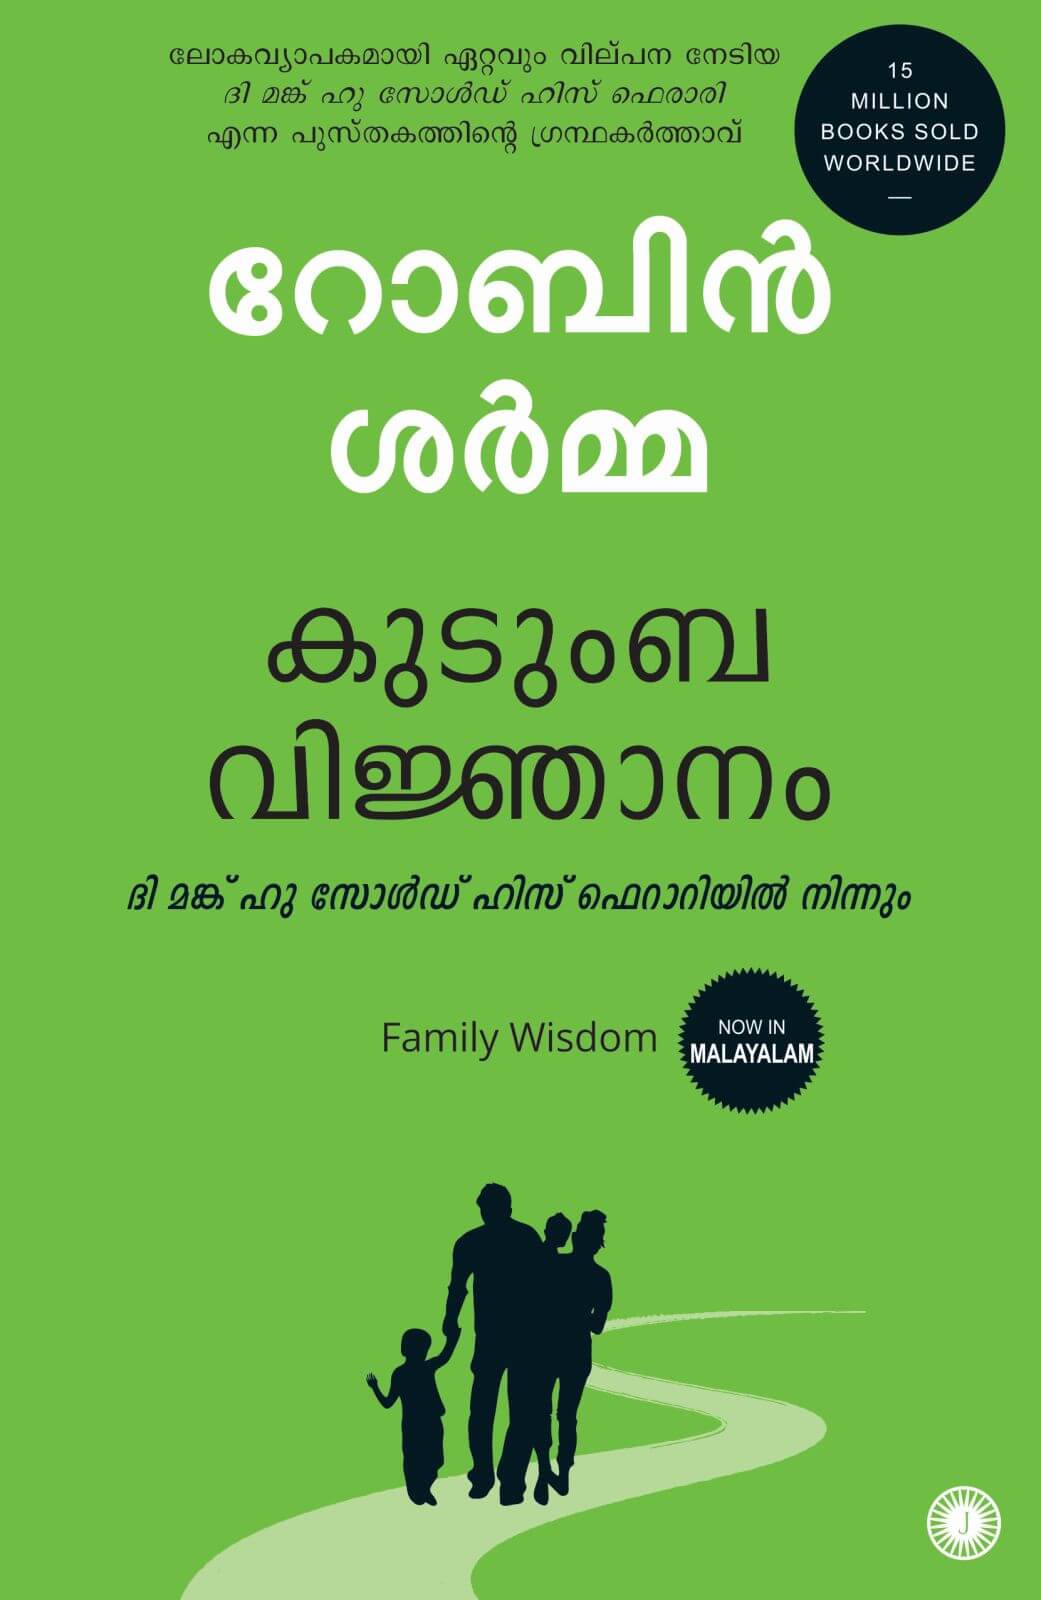 ലോകവ്യാപകമായി ഏറ്റവും വില്പന നേടിയ
ദി മങ്ക് ഹു സോൾഡ് ഹിസ് ഫെരാരി
എന്ന പുസ്തകത്തിന്റെ ഗ്രന്ഥകർത്താവ്
15
MILLION
BOOKS SOLD
WORLDWIDE
റോബിൻ
ശർമ്മ
കുടുംബ
വിജ്ഞാനം
ദി മങ്ക് ഹു സോൾഡ് ഹിസ് ഫെറാറിയിൽ നിന്നും
Family Wisdom
NOW IN
MALAYALAM
J